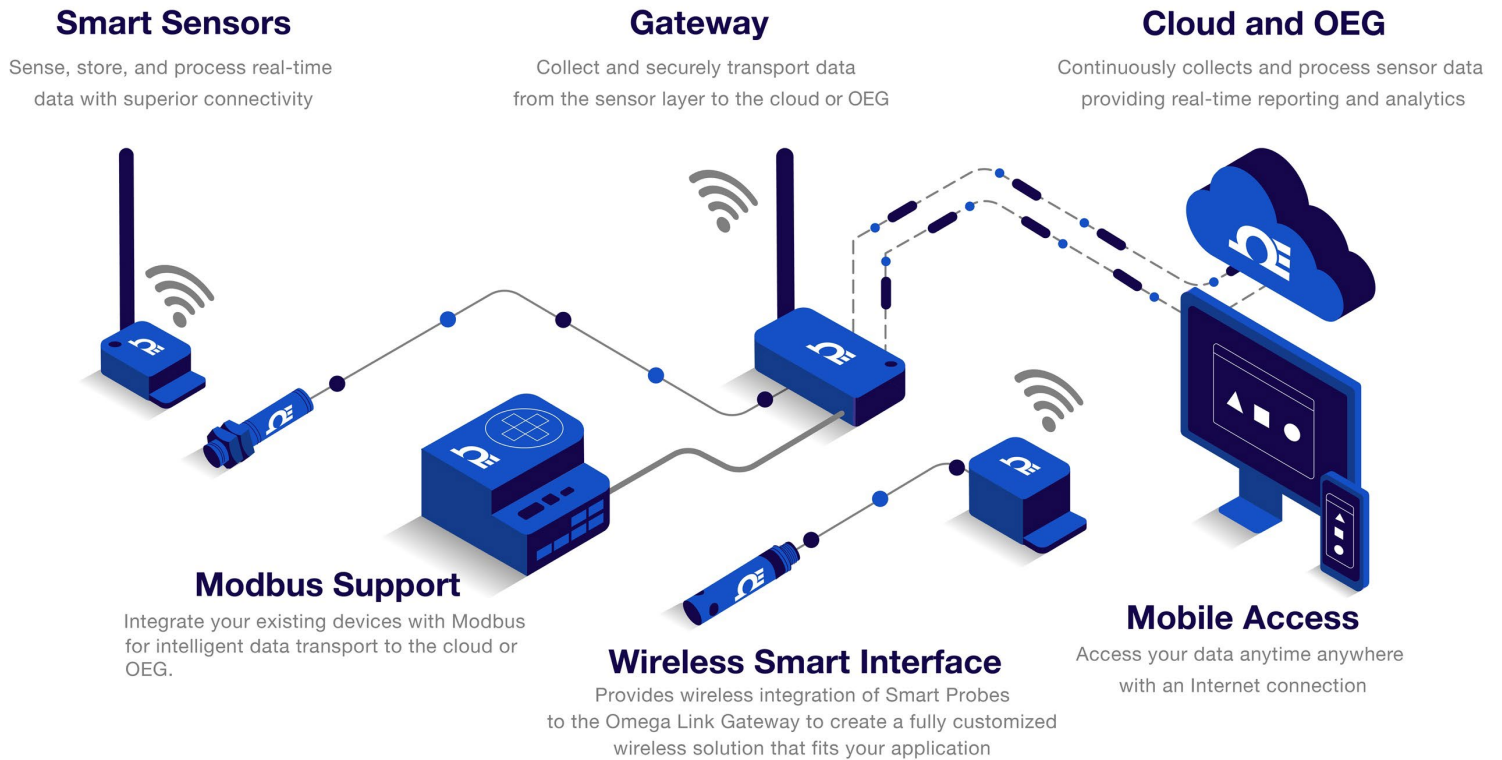 Smart Sensors
Sense, store, and process real-time
data with superior connectivity
Gateway
Collect and securely transport data
from the sensor layer to the cloud or OEG
Cloud and OEG
Continuously collects and process sensor data
providing real-time reporting and analytics
Modbus Support
Integrate your existing devices with Modbus
for intelligent data transport to the cloud or
OEG.
Wireless Smart Interface
Provides wireless integration of Smart Probes
to the Omega Link Gateway to create a fully customized
wireless solution that fits your application
Mobile Access
Access your data anytime anywhere
with an Internet connection